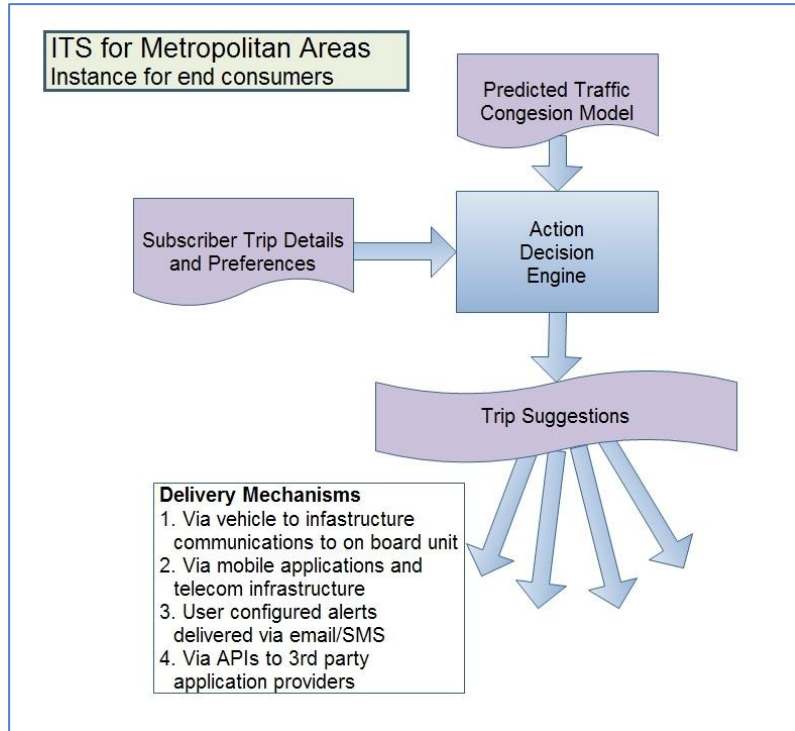 ITS for Metropolitan Areas
Instance for end consumers
Predicted Traffic
Congesion Model
Subscriber Trip Details
and Preferences
Action
Decision
Engine
Trip Suggestions
Delivery Mechanisms
1. Via vehicle to infastructure
communications to on board unit
2. Via mobile applications and
telecom infrastructure
3. User configured alerts
delivered via email/SMS
4. Via APIs to 3rd party
application providers